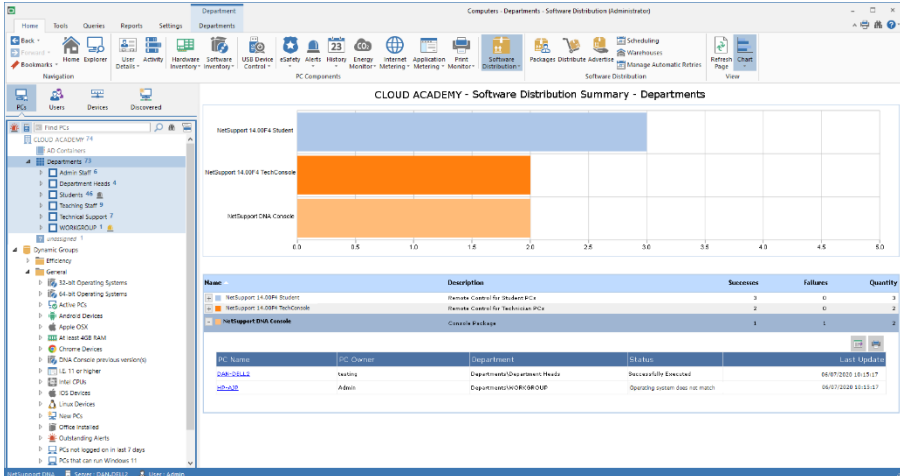 Department
Computers - Departments - Software Distribution (Administrator)
Home Tools Queries Reports Settings Departments
Back
Forward
Bookmarks
Home Explorer
User Details
Activity
Hardware Inventory
Software Inventory
USB Device Control
eSafety
Alerts
23
History
CO2
Energy Monitor
Internet Metering
Application Metering
Print Monitor
Software Distribution
Packages Distribute Advertise
Scheduling
Warehouses
Manage Automatic Retries
Refresh Page
Chart
Navigation PC Components Software Distribution View
PCs Users Devices Discovered
Find PCs
CLOUD ACADEMY 74
AD Containers
Departments 73
Admin Staff 6
Department Heads 4
Students 46
Teaching Staff 9
Technical Support 7
WORKGROUP 1
unassigned 1
Dynamic Groups
Efficiency
General
32-bit Operating Systems
64-bit Operating Systems
Active PCs
Android Devices
Apple OSX
At least 4GB RAM
Chrome Devices
DNA Console previous version(s)
I.E. 11 or higher
Intel CPUs
iOS Devices
Linux Devices
New PCs
Office Installed
Outstanding Alerts
PCs not logged on in last 7 days
PCs that can run Windows 11
CLOUD ACADEMY - Software Distribution Summary - Departments
NetSupport 14.00F4 Student
NetSupport 14.00F4 TechConsole
NetSupport DNA Console
0.0 0.5 1.0 1.5 2.0 2.5 3.0 3.5 4.0 4.5 5.0
Name Description Successes Failures Quantity
NetSupport 14.00F4 Student Remote Control for Student PCs 3 0 3
NetSupport 14.00F4 TechConsole Remote Control for Technician PCs 2 0 2
NetSupport DNA Console Console Package 1 1 2
PC Name PC Owner Department Status Last Update
DAN-DELL2 testing Departments\Department Heads Successfully Executed 06/07/2020 10:15:17
HP-AJP Admin Departments\WORKGROUP Operating system does not match 06/07/2020 10:13:17
NetSupport DNA Server : DAN-DELL2 User : Admin